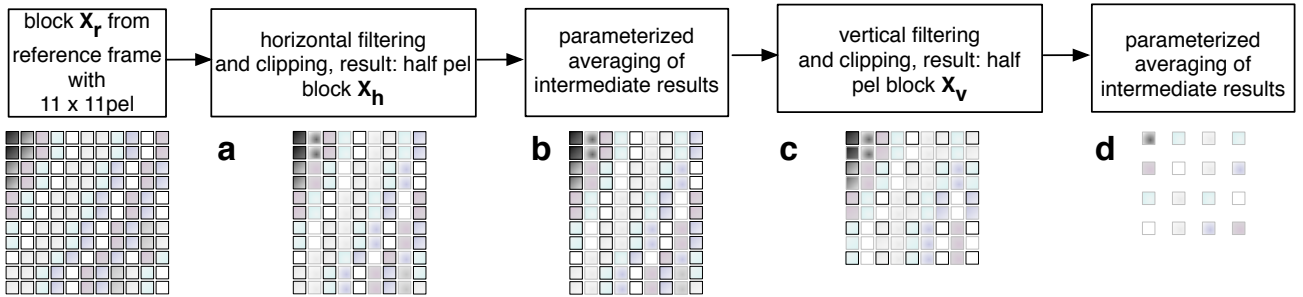 block X_r from
reference frame
with
11 x 11pel
horizontal filtering
and clipping, result: half pel
block X_h
parameterized
averaging of
intermediate results
vertical filtering
and clipping, result: half
pel block X_v
parameterized
averaging of
intermediate results
a
b
c
d